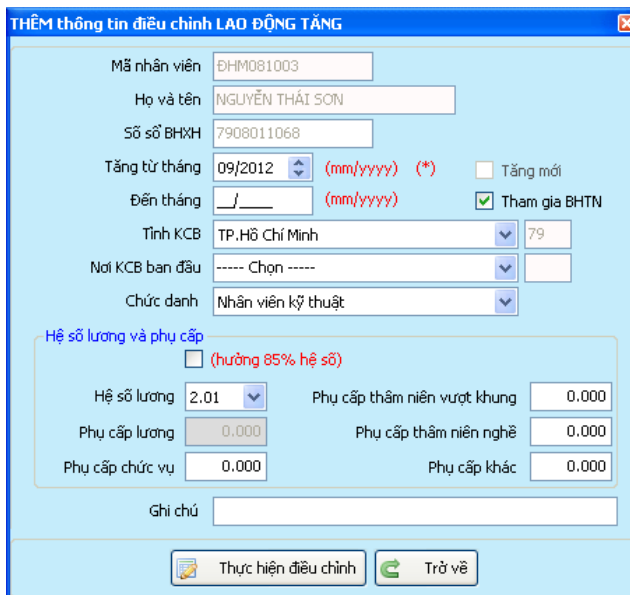 THÊM thông tin điều chỉnh LAO ĐỘNG TĂNG
Mã nhân viên ĐHM081003
Họ và tên NGUYỄN THÁI SƠN
Số sổ BHXH 7908011068
Tăng từ tháng 09/2012 (mm/yyyy) (*) Tăng mới
Đến tháng __/____ (mm/yyyy) Tham gia BHTN
Tỉnh KCB TP.Hồ Chí Minh 79
Nơi KCB ban đầu ----- Chọn -----
Chức danh Nhân viên kỹ thuật
Hệ số lương và phụ cấp
(hưởng 85% hệ số)
Hệ số lương 2.01 Phụ cấp thâm niên vượt khung 0.000
Phụ cấp lương 0.000 Phụ cấp thâm niên nghề 0.000
Phụ cấp chức vụ 0.000 Phụ cấp khác 0.000
Ghi chú
Thực hiện điều chỉnh Trở về